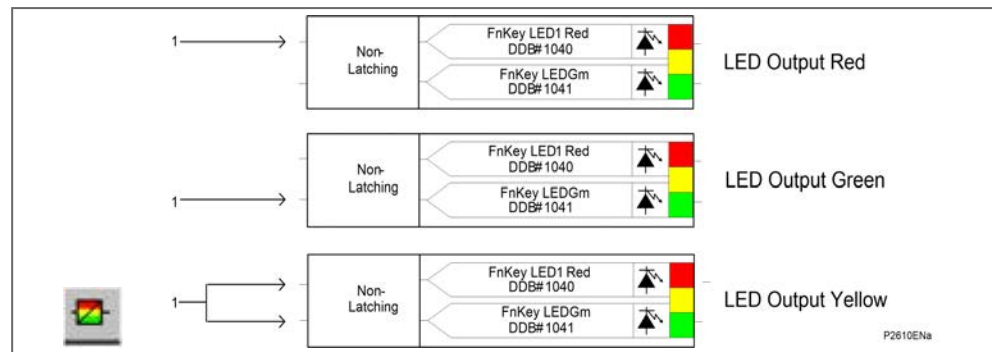 1
Non-
Latching
FnKey LED1 Red
DDB#1040
FnKey LEDGrn
DDB#1041
LED Output Red
1
Non-
Latching
FnKey LED1 Red
DDB#1040
FnKey LEDGrn
DDB#1041
LED Output Green
1
Non-
Latching
FnKey LED1 Red
DDB#1040
FnKey LEDGrn
DDB#1041
LED Output Yellow
P2610ENa